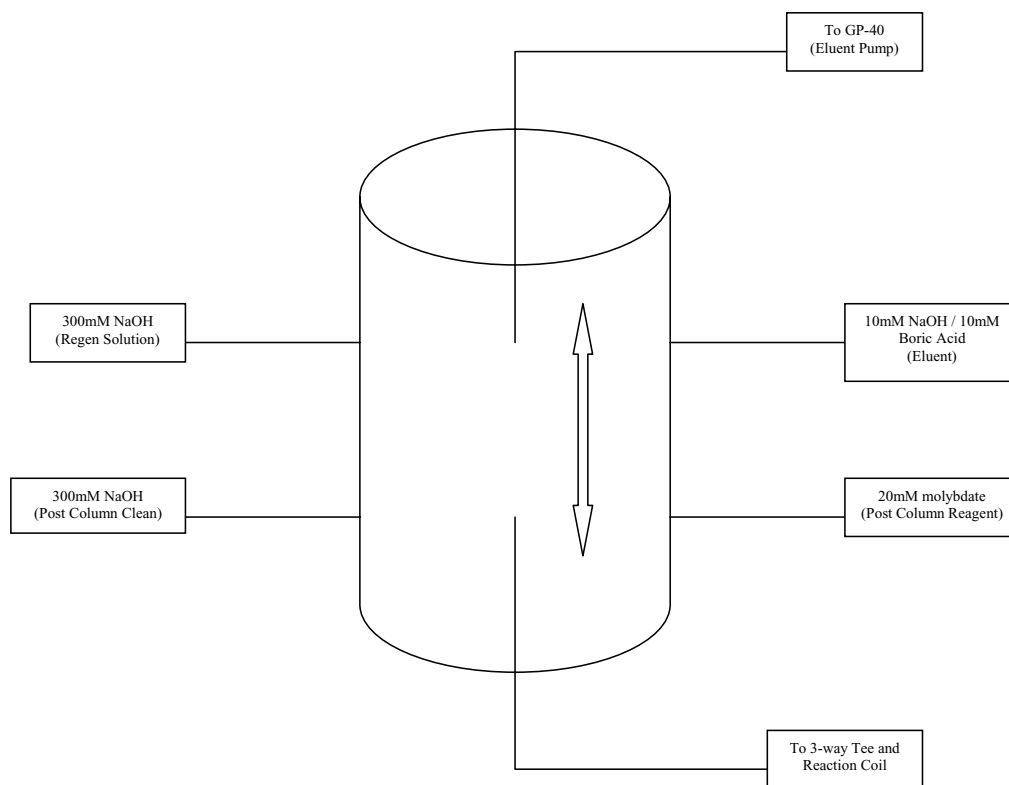 To GP-40
(Eluent Pump)
300mM NaOH
(Regen Solution)
10mM NaOH / 10mM
Boric Acid
(Eluent)
300mM NaOH
(Post Column Clean)
20mM molybdate
(Post Column Reagent)
To 3-way Tee and
Reaction Coil